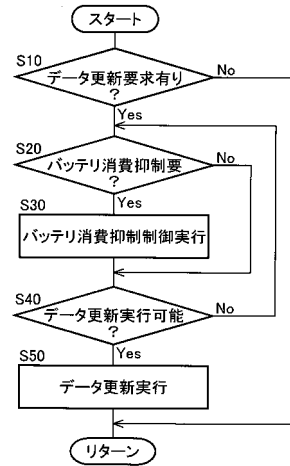 スタート
S10
データ更新要求有り
?
No
Yes
S20
バッテリ消費抑制要
?
No
Yes
S30
バッテリ消費抑制制御実行
S40
データ更新実行可能
?
No
Yes
S50
データ更新実行
リターン